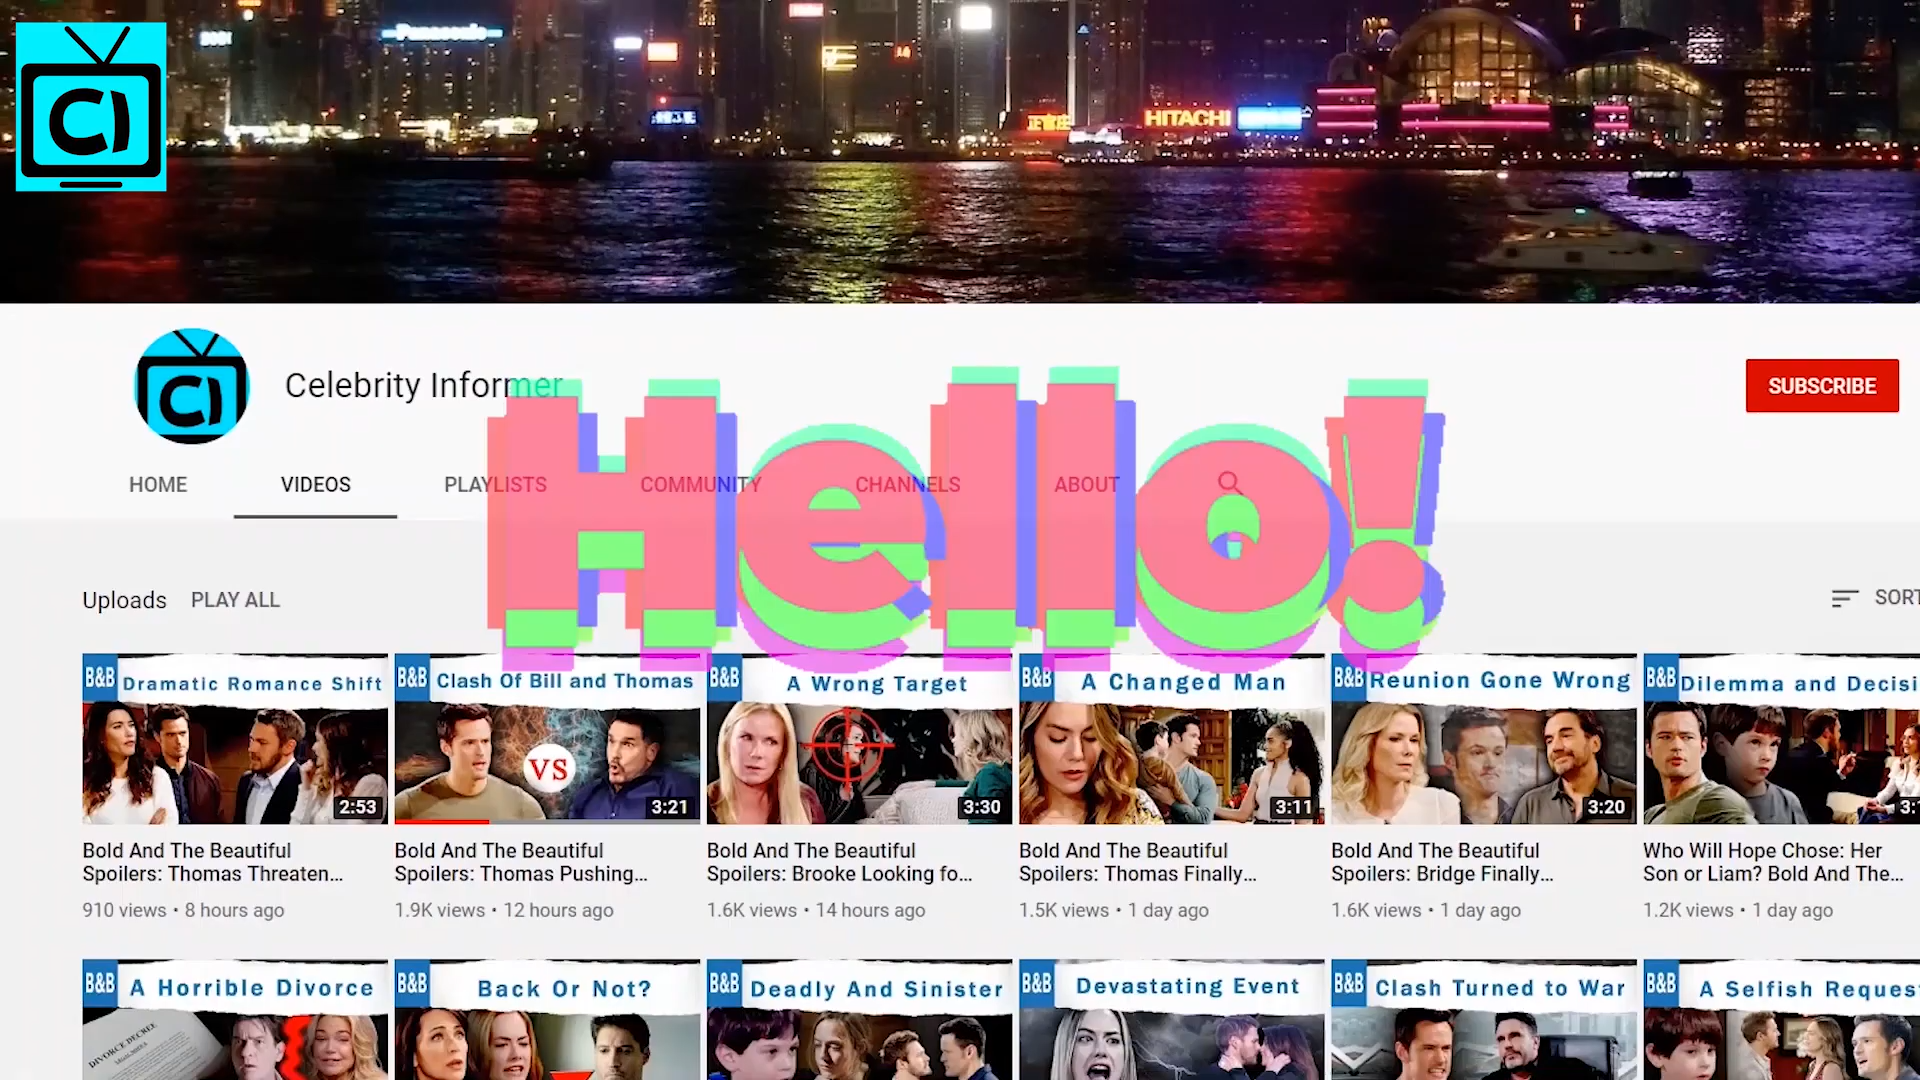 Panasonic
正官庄
HITACHI
CI
CI
Celebrity Informer
SUBSCRIBE
Hello!
HOME
VIDEOS
PLAYLISTS
COMMUNITY
CHANNELS
ABOUT
Uploads
PLAY ALL
SORT
B&B Dramatic Romance Shift
2:53
Bold And The Beautiful
Spoilers: Thomas Threaten...
910 views • 8 hours ago
B&B Clash Of Bill and Thomas
VS
3:21
Bold And The Beautiful
Spoilers: Thomas Pushing...
1.9K views • 12 hours ago
B&B A Wrong Target
3:30
Bold And The Beautiful
Spoilers: Brooke Looking fo...
1.6K views • 14 hours ago
B&B A Changed Man
3:11
Bold And The Beautiful
Spoilers: Thomas Finally...
1.5K views • 1 day ago
B&B Reunion Gone Wrong
3:20
Bold And The Beautiful
Spoilers: Bridge Finally...
1.6K views • 1 day ago
B&B Dilemma and Decisi
3:
Who Will Hope Chose: Her
Son or Liam? Bold And The...
1.2K views • 1 day ago
B&B A Horrible Divorce
DIVORCE DECREE
B&B Back Or Not?
B&B Deadly And Sinister
B&B Devastating Event
B&B Clash Turned to War
B&B A Selfish Reques